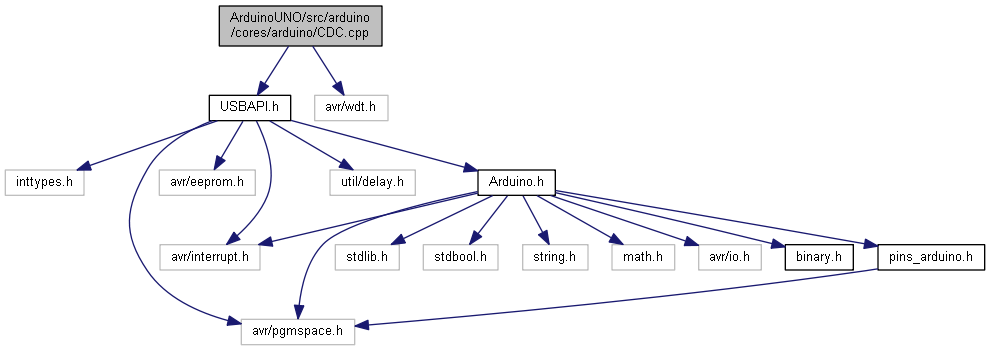 ArduinoUNO/src/arduino
/cores/arduino/CDC.cpp
USBAPI.h
avr/wdt.h
inttypes.h
avr/eeprom.h
util/delay.h
Arduino.h
avr/interrupt.h
stdlib.h
stdbool.h
string.h
math.h
avr/io.h
binary.h
pins_arduino.h
avr/pgmspace.h